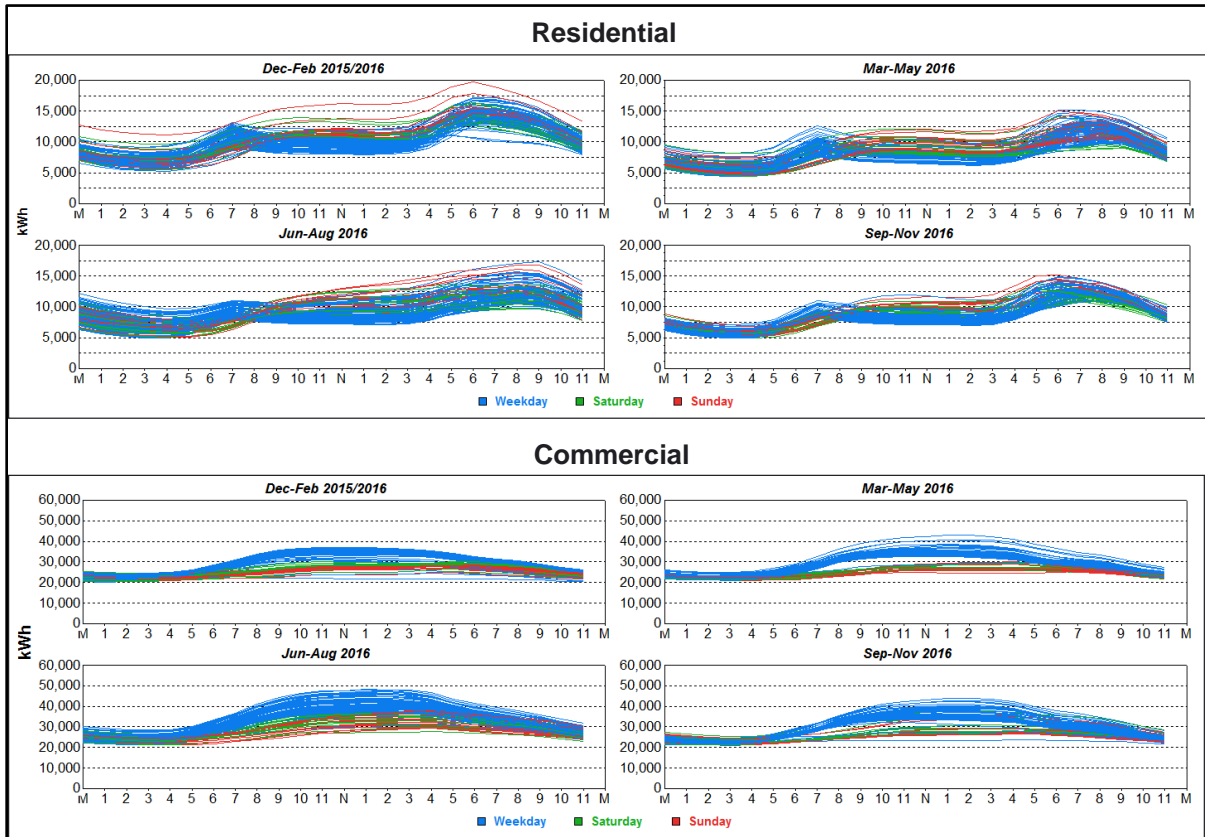 Residential
Dec-Feb 2015/2016
Mar-May 2016
20,000
15,000
10,000
5,000
0
M 1 2 3 4 5 6 7 8 9 10 11 N 1 2 3 4 5 6 7 8 9 10 11 M
20,000
15,000
10,000
5,000
0
M 1 2 3 4 5 6 7 8 9 10 11 N 1 2 3 4 5 6 7 8 9 10 11 M
kWh
Jun-Aug 2016
Sep-Nov 2016
20,000
15,000
10,000
5,000
0
M 1 2 3 4 5 6 7 8 9 10 11 N 1 2 3 4 5 6 7 8 9 10 11 M
20,000
15,000
10,000
5,000
0
M 1 2 3 4 5 6 7 8 9 10 11 N 1 2 3 4 5 6 7 8 9 10 11 M
Weekday Saturday Sunday
Commercial
Dec-Feb 2015/2016
Mar-May 2016
60,000
50,000
40,000
30,000
20,000
10,000
0
M 1 2 3 4 5 6 7 8 9 10 11 N 1 2 3 4 5 6 7 8 9 10 11 M
60,000
50,000
40,000
30,000
20,000
10,000
0
M 1 2 3 4 5 6 7 8 9 10 11 N 1 2 3 4 5 6 7 8 9 10 11 M
kWh
Jun-Aug 2016
Sep-Nov 2016
60,000
50,000
40,000
30,000
20,000
10,000
0
M 1 2 3 4 5 6 7 8 9 10 11 N 1 2 3 4 5 6 7 8 9 10 11 M
60,000
50,000
40,000
30,000
20,000
10,000
0
M 1 2 3 4 5 6 7 8 9 10 11 N 1 2 3 4 5 6 7 8 9 10 11 M
Weekday Saturday Sunday